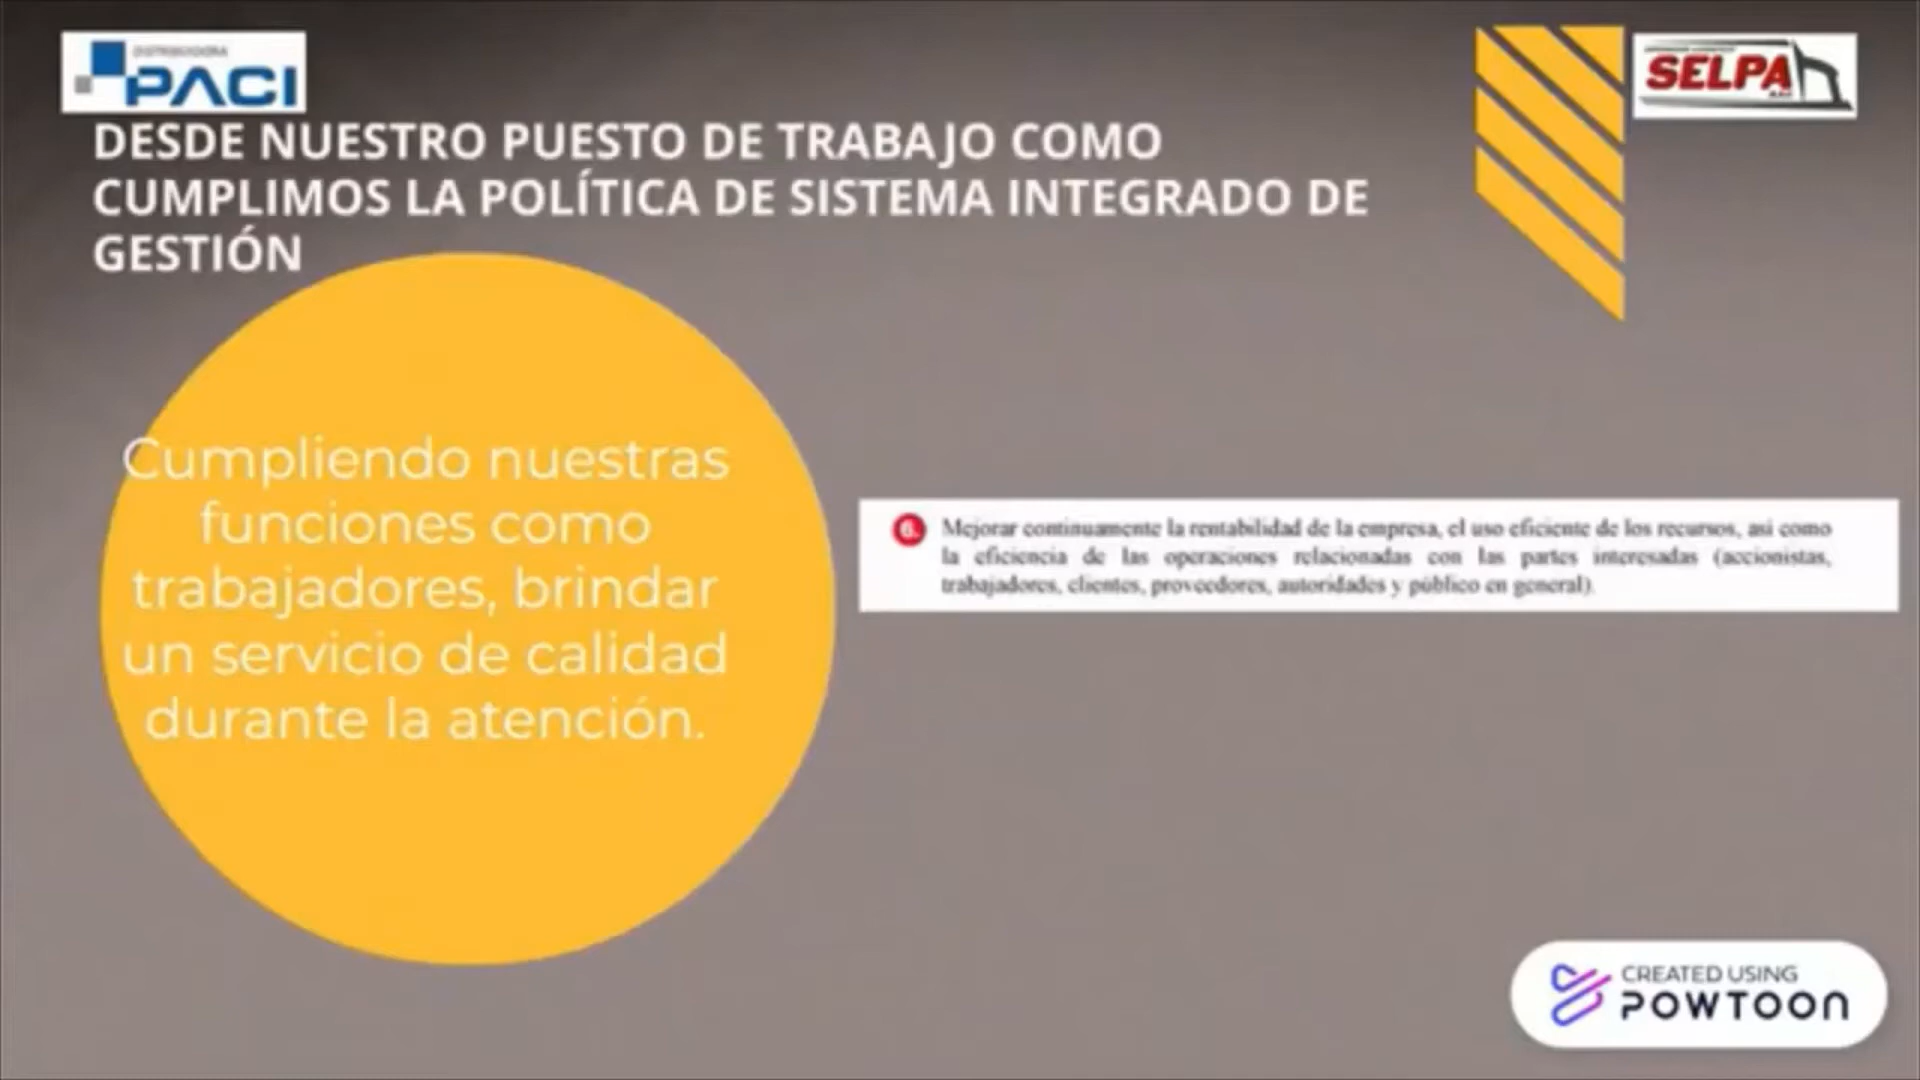 DISTRIBUIDORA
PACI
SELPA
DESDE NUESTRO PUESTO DE TRABAJO COMO
CUMPLIMOS LA POLÍTICA DE SISTEMA INTEGRADO DE
GESTIÓN
Cumpliendo nuestras
funciones como
trabajadores, brindar
un servicio de calidad
durante la atención.
6. Mejorar continuamente la rentabilidad de la empresa, el uso eficiente de los recursos, asi como
la eficiencia de las operaciones relacionadas con las partes interesadas (accionistas,
trabajadores, clientes, proveedores, autoridades y público en general).
CREATED USING
POWTOON